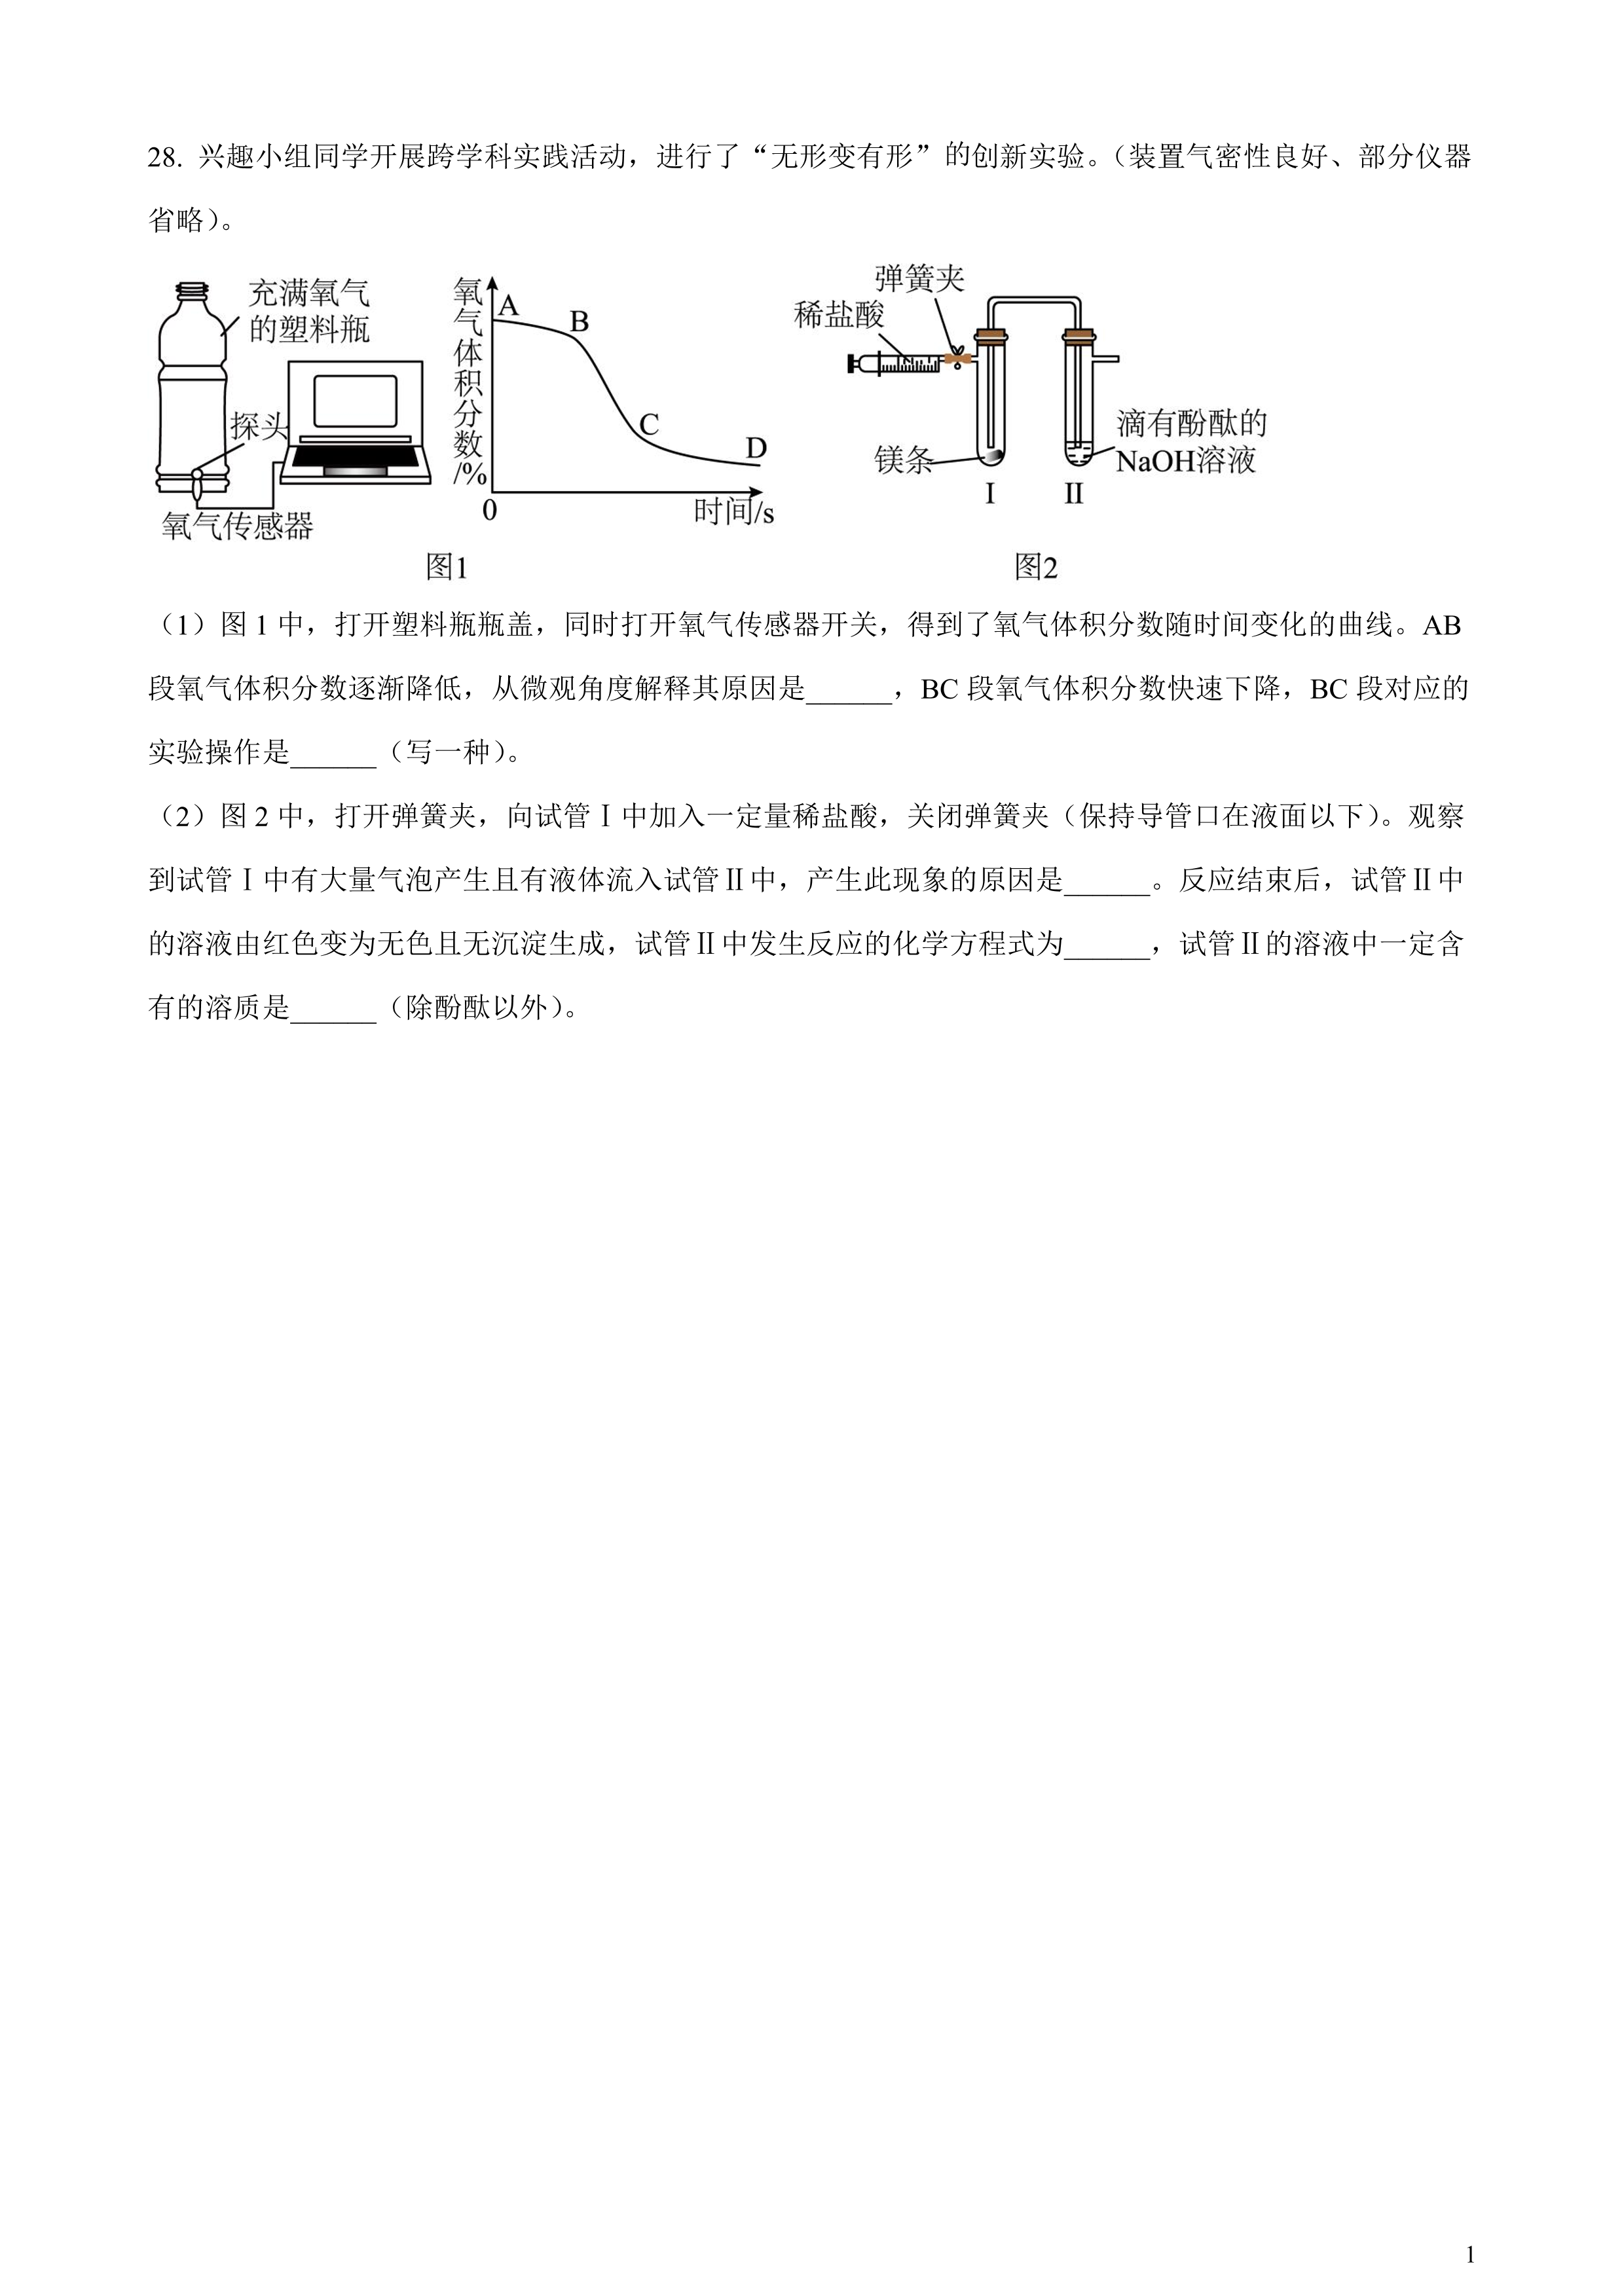 28. 兴趣小组同学开展跨学科实践活动，进行了“无形变有形”的创新实验。（装置气密性良好、部分仪器
省略）。
充满氧气
的塑料瓶
探头
氧气传感器
氧气体积分数/%
A
B
C
D
0
时间/s
图1
弹簧夹
稀盐酸
镁条
滴有酚酞的
NaOH溶液
I
II
图2
（1）图 1 中，打开塑料瓶瓶盖，同时打开氧气传感器开关，得到了氧气体积分数随时间变化的曲线。AB
段氧气体积分数逐渐降低，从微观角度解释其原因是______，BC 段氧气体积分数快速下降，BC 段对应的
实验操作是______（写一种）。
（2）图 2 中，打开弹簧夹，向试管Ⅰ中加入一定量稀盐酸，关闭弹簧夹（保持导管口在液面以下）。观察
到试管Ⅰ中有大量气泡产生且有液体流入试管Ⅱ中，产生此现象的原因是______。反应结束后，试管Ⅱ中
的溶液由红色变为无色且无沉淀生成，试管Ⅱ中发生反应的化学方程式为______，试管Ⅱ的溶液中一定含
有的溶质是______（除酚酞以外）。
1